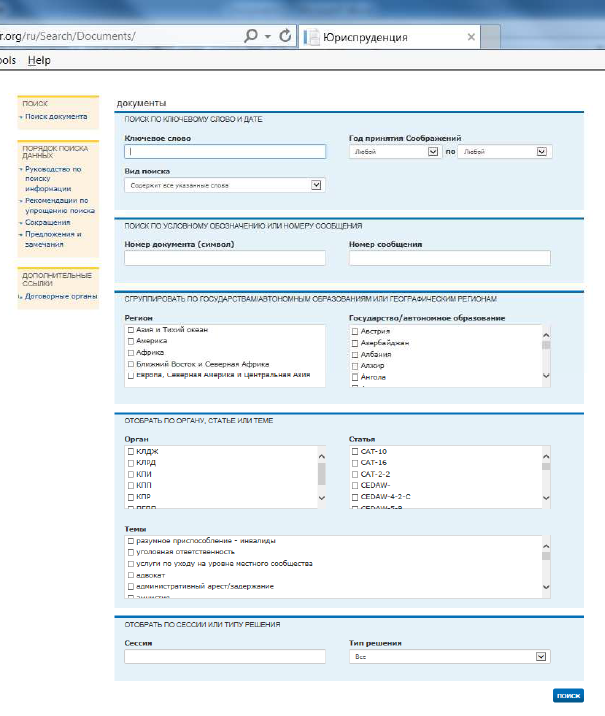 r.org/ru/Search/Documents/
Юриспруденция
ools Help
ПОИСК
Поиск документа
ПОРЯДОК ПОИСКА
ДАННЫХ
Руководство по
поиску
информации
Рекомендации по
упрощению поиска
Сокращения
Предложения и
замечания
ДОПОЛНИТЕЛЬНЫЕ
ССЫЛКИ
Договорные органы
документы
ПОИСК ПО КЛЮЧЕВОМУ СЛОВО И ДАТЕ
Ключевое слово
Год принятия Соображений
Любой по Любой
Вид поиска
Содержит все указанные слова
ПОИСК ПО УСЛОВНОМУ ОБОЗНАЧЕНИЮ ИЛИ НОМЕРУ СООБЩЕНИЯ
Номер документа (символ)
Номер сообщения
СГРУППИРОВАТЬ ПО ГОСУДАРСТВАМ/АВТОНОМНЫМ ОБРАЗОВАНИЯМ ИЛИ ГЕОГРАФИЧЕСКИМ РЕГИОНАМ
Регион
Азия и Тихий океан
Америка
Африка
Ближний Восток и Северная Африка
Европа, Северная Америка и Центральная Азия
Государство/автономное образование
Австрия
Азербайджан
Албания
Алжир
Ангола
ОТОБРАТЬ ПО ОРГАНУ, СТАТЬЕ ИЛИ ТЕМЕ
Орган
КЛДЖ
КЛРД
КПИ
КПП
КПР
Статья
CAT-10
CAT-16
CAT-2-2
CEDAW-
CEDAW-4-2-C
CEDAW-5-B
Темы
разумное приспособление - инвалиды
уголовная ответственность
услуги по уходу на уровне местного сообщества
адвокат
административный арест/задержание
амнистия
ОТОБРАТЬ ПО СЕССИИ ИЛИ ТИПУ РЕШЕНИЯ
Сессия
Тип решения
Все
ПОИСК